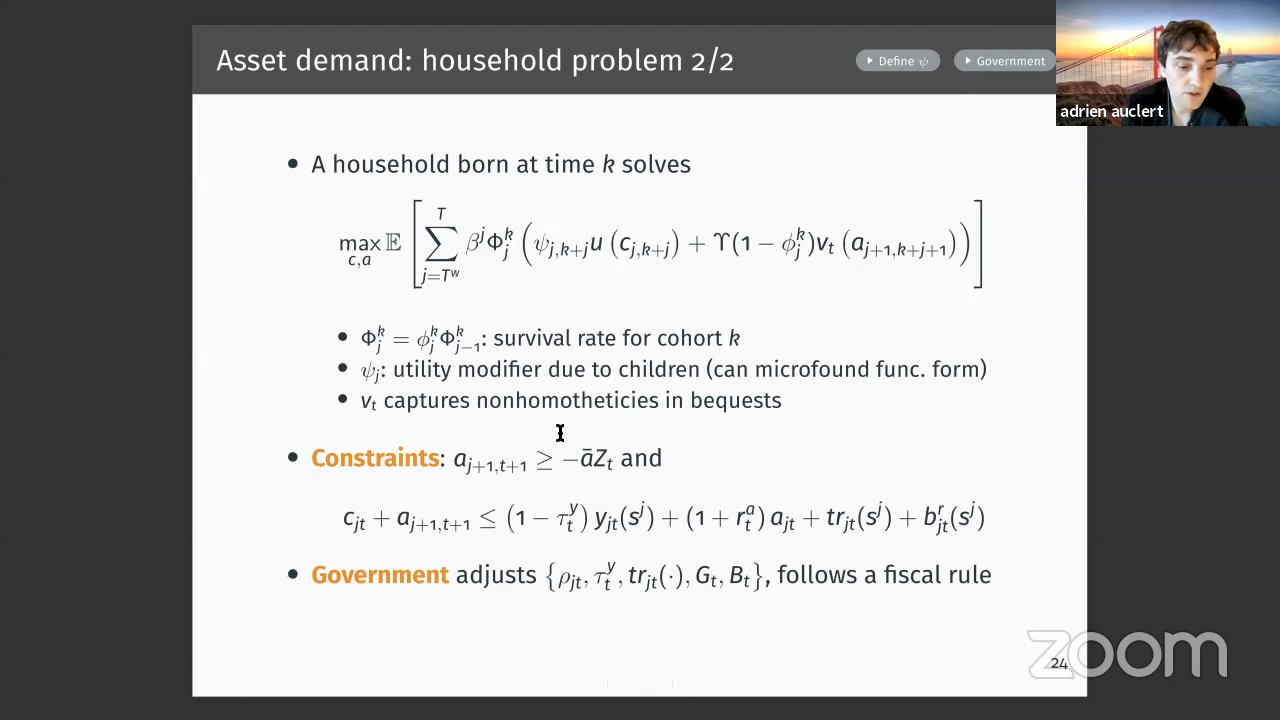 Asset demand: household problem 2/2
Define ψ
Government
adrien auclert
• A household born at time k solves
max_{c,a} 𝔼 [ ∑_{j=T^w}^{T} β^j Φ_j^k ( ψ_{j,k+j} u (c_{j,k+j}) + ϒ(1 − ϕ_j^k) v_t (a_{j+1,k+j+1}) ) ]
• Φ_j^k = ϕ_j^k Φ_{j−1}^k: survival rate for cohort k
• ψ_j: utility modifier due to children (can microfound func. form)
• v_t captures nonhomotheticies in bequests
• Constraints: a_{j+1,t+1} ≥ −āZ_t and
c_{jt} + a_{j+1,t+1} ≤ (1 − τ_t^y) y_{jt}(s^j) + (1 + r_t^a) a_{jt} + tr_{jt}(s^j) + b_{jt}^r(s^j)
• Government adjusts {ρ_{jt}, τ_t^y, tr_{jt}(·), G_t, B_t}, follows a fiscal rule
zoom
24